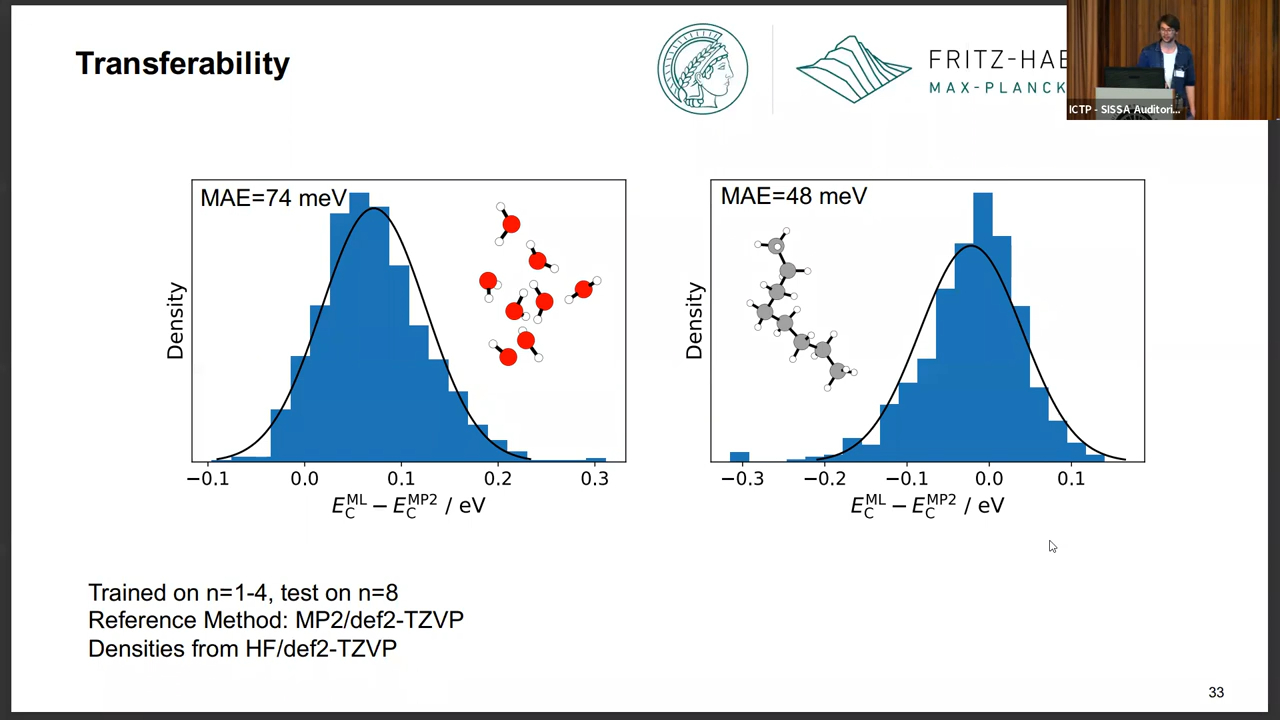 Transferability
FRITZ-HAB
MAX-PLANCK
ICTP - SISSA Auditori...
MAE=74 meV
Density
−0.1 0.0 0.1 0.2 0.3
E_C^ML − E_C^MP2 / eV
MAE=48 meV
Density
−0.3 −0.2 −0.1 0.0 0.1
E_C^ML − E_C^MP2 / eV
Trained on n=1-4, test on n=8
Reference Method: MP2/def2-TZVP
Densities from HF/def2-TZVP
33